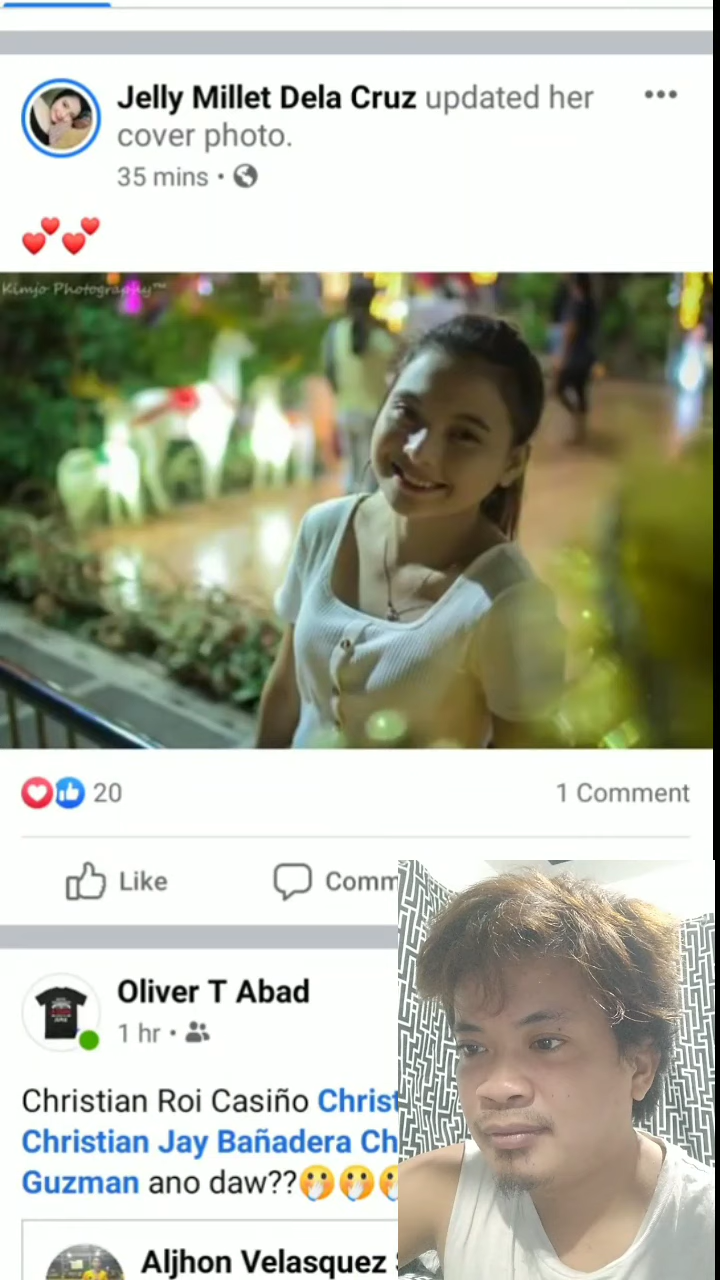 Jelly Millet Dela Cruz updated her
cover photo.
35 mins •
Kimjo Photography™
20
1 Comment
Like
Comm
Oliver T Abad
1 hr •
Christian Roi Casiño Christ
Christian Jay Bañadera Ch
Guzman ano daw??
Aljhon Velasquez